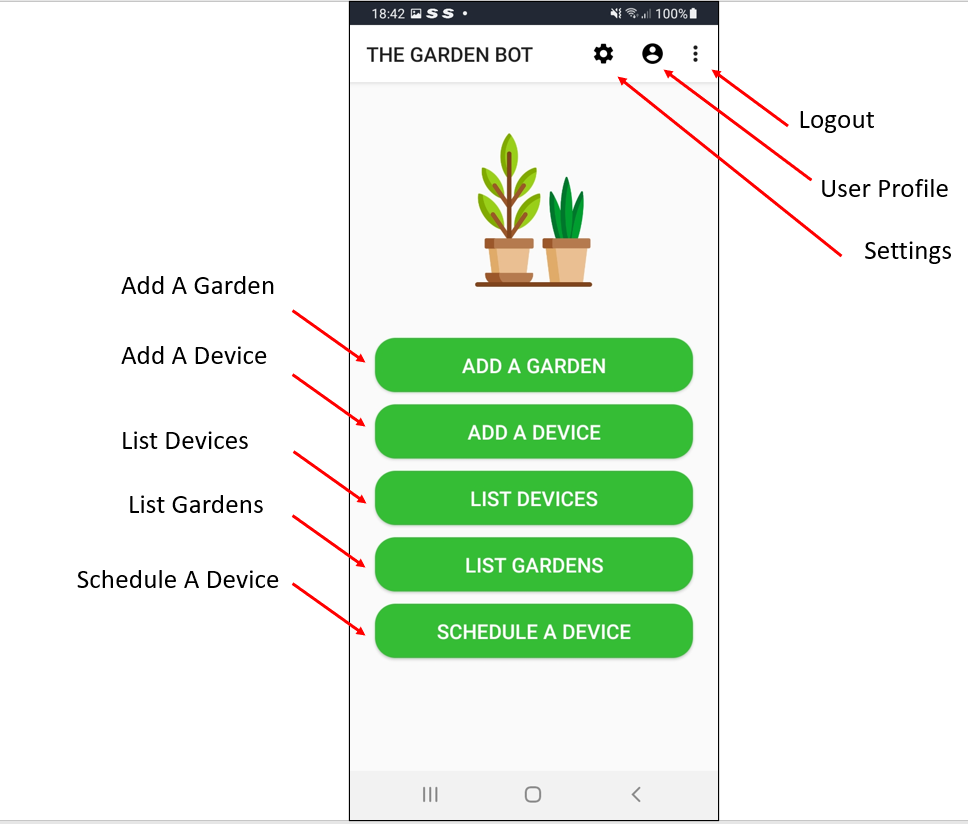 18:42 S S • 100%
THE GARDEN BOT
Logout
User Profile
Settings
Add A Garden
ADD A GARDEN
Add A Device
ADD A DEVICE
List Devices
LIST DEVICES
List Gardens
LIST GARDENS
Schedule A Device
SCHEDULE A DEVICE